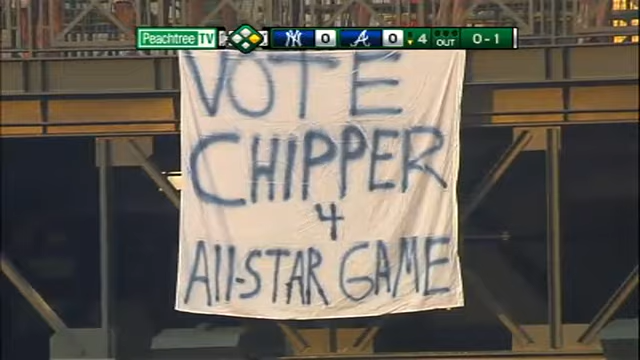 Peachtree TV NY 0 A 0 4 OUT 0-1
VOTE
CHIPPER
4
All-STAR GAME